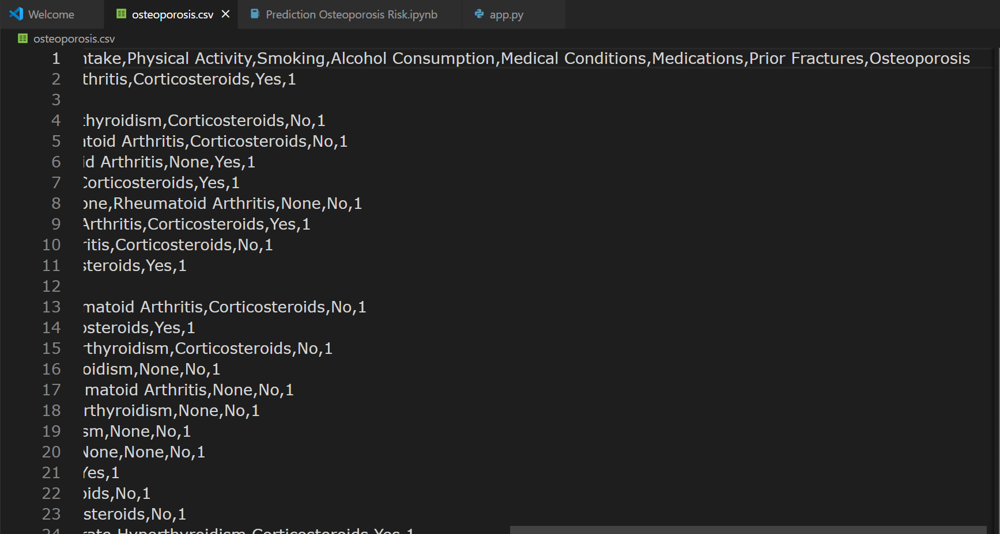 Welcome
osteoporosis.csv
Prediction Osteoporosis Risk.ipynb
app.py
osteoporosis.csv
1 ntake,Physical Activity,Smoking,Alcohol Consumption,Medical Conditions,Medications,Prior Fractures,Osteoporosis
2 thritis,Corticosteroids,Yes,1
3
4 thyroidism,Corticosteroids,No,1
5 atoid Arthritis,Corticosteroids,No,1
6 id Arthritis,None,Yes,1
7 Corticosteroids,Yes,1
8 one,Rheumatoid Arthritis,None,No,1
9 Arthritis,Corticosteroids,Yes,1
10 ritis,Corticosteroids,No,1
11 steroids,Yes,1
12
13 matoid Arthritis,Corticosteroids,No,1
14 osteroids,Yes,1
15 rthyroidism,Corticosteroids,No,1
16 oidism,None,No,1
17 matoid Arthritis,None,No,1
18 rthyroidism,None,No,1
19 sm,None,No,1
20 None,None,No,1
21 Yes,1
22 oids,No,1
23 steroids,No,1
24 rate,Hyperthyroidism,Corticosteroids,Yes,1